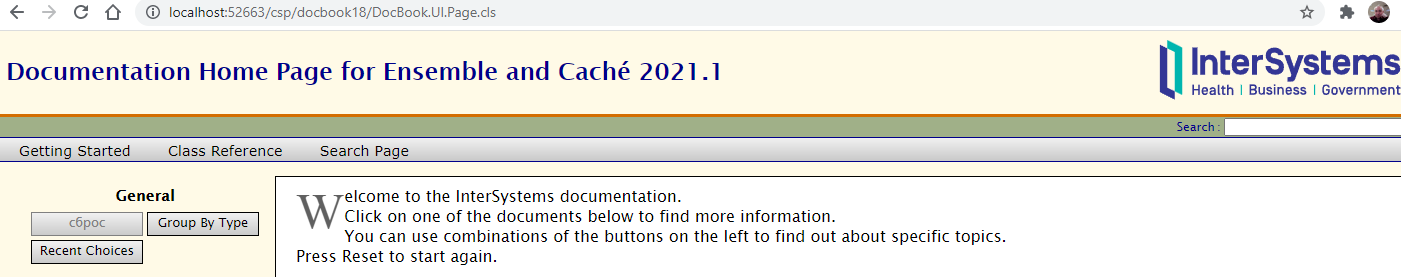 localhost:52663/csp/docbook18/DocBook.UI.Page.cls
Documentation Home Page for Ensemble and Caché 2021.1
InterSystems
Health | Business | Government
Search :
Getting Started Class Reference Search Page
General
сброс Group By Type
Recent Choices
Welcome to the InterSystems documentation.
Click on one of the documents below to find more information.
You can use combinations of the buttons on the left to find out about specific topics.
Press Reset to start again.